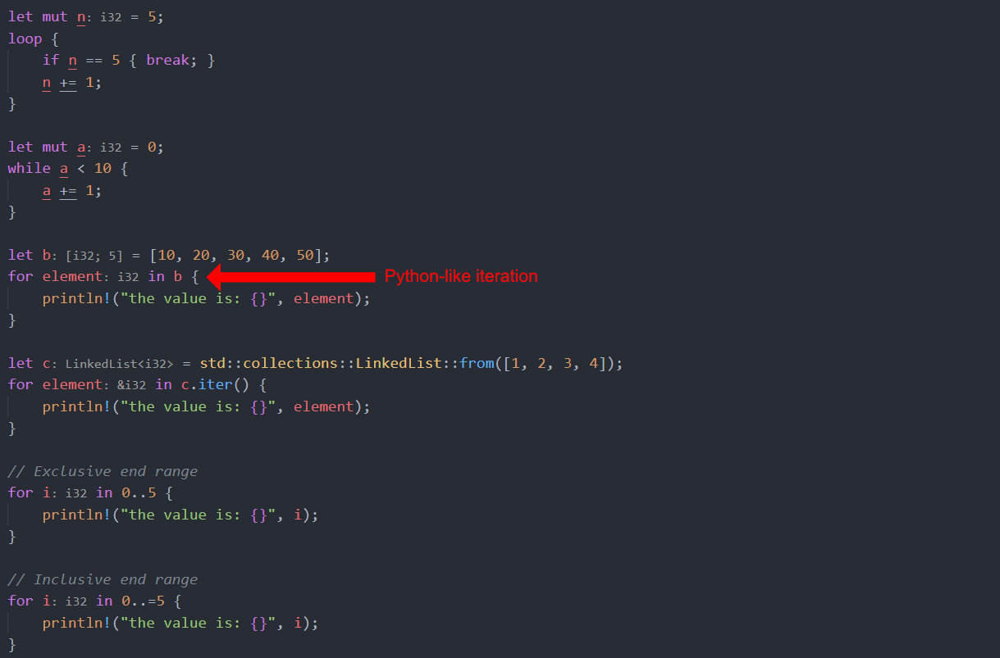 let mut n: i32 = 5;
loop {
    if n == 5 { break; }
    n += 1;
}
let mut a: i32 = 0;
while a < 10 {
    a += 1;
}
let b: [i32; 5] = [10, 20, 30, 40, 50];
for element: i32 in b { Python-like iteration
    println!("the value is: {}", element);
}
let c: LinkedList<i32> = std::collections::LinkedList::from([1, 2, 3, 4]);
for element: &i32 in c.iter() {
    println!("the value is: {}", element);
}
// Exclusive end range
for i: i32 in 0..5 {
    println!("the value is: {}", i);
}
// Inclusive end range
for i: i32 in 0..=5 {
    println!("the value is: {}", i);
}